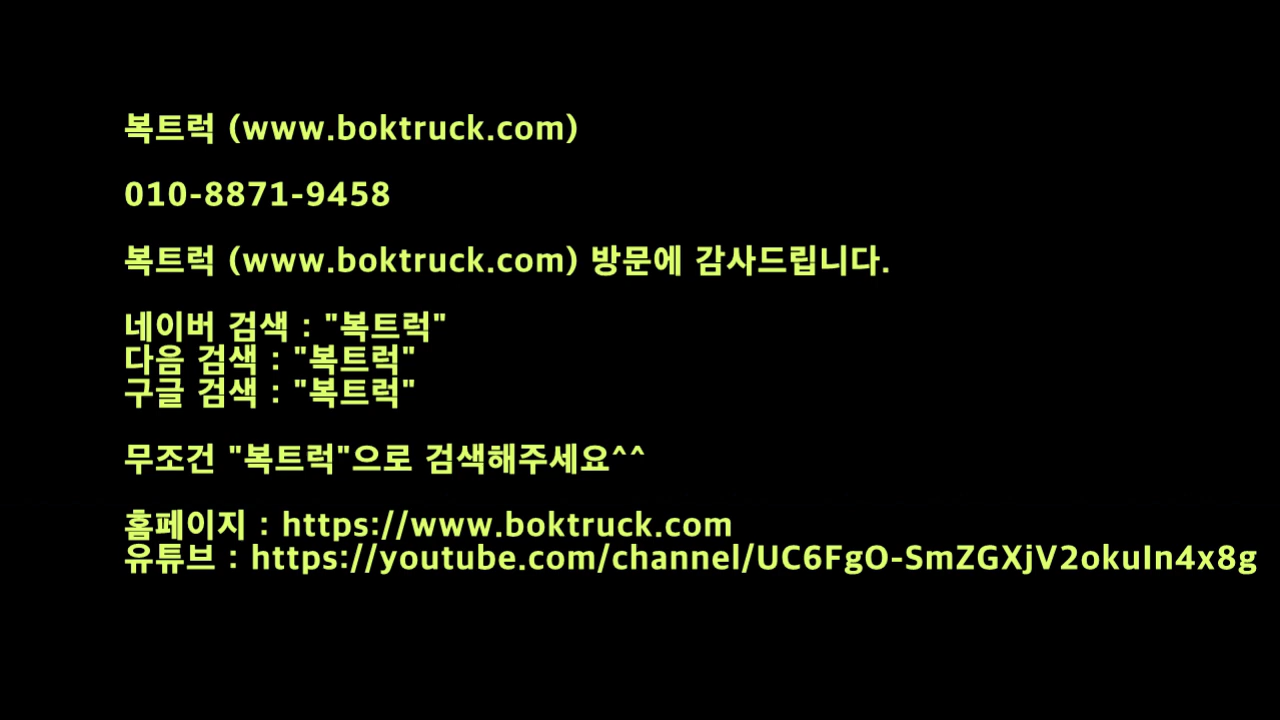 복트럭 (www.boktruck.com)
010-8871-9458
복트럭 (www.boktruck.com) 방문에 감사드립니다.
네이버 검색 : "복트럭"
다음 검색 : "복트럭"
구글 검색 : "복트럭"
무조건 "복트럭"으로 검색해주세요^^
홈페이지 : https://www.boktruck.com
유튜브 : https://youtube.com/channel/UC6FgO-SmZGXjV2okuIn4x8g